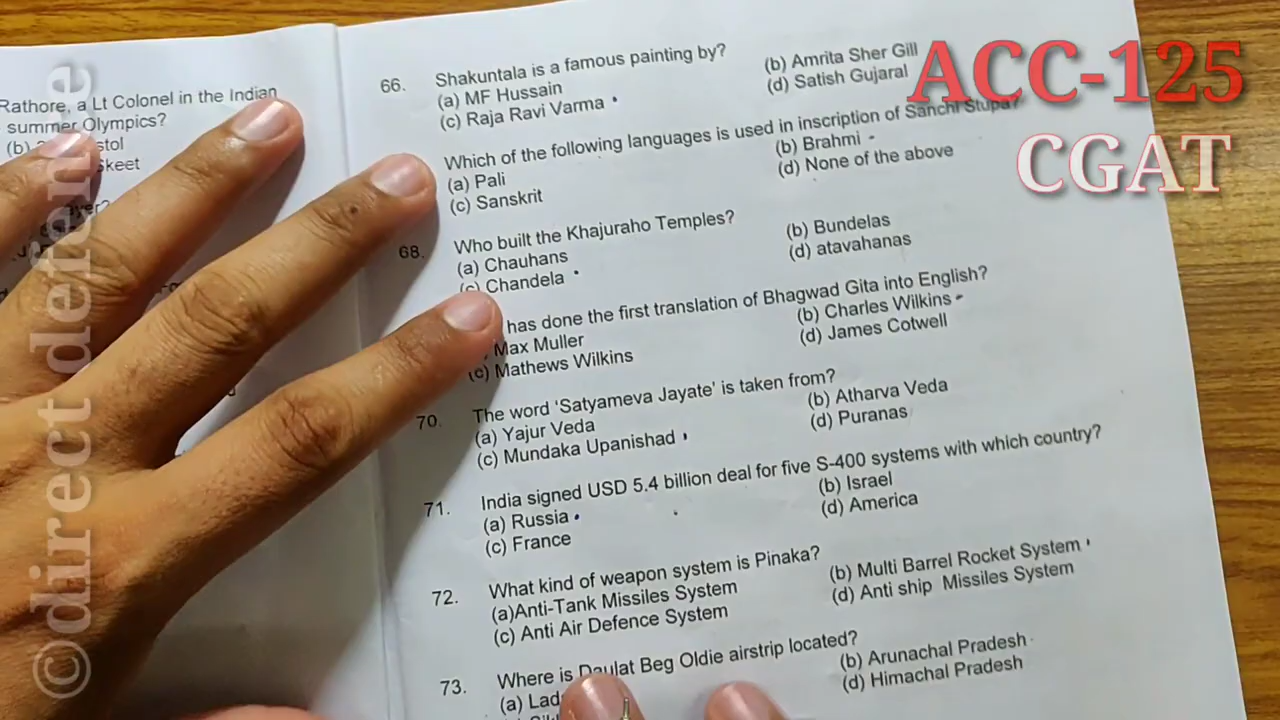 Rathore, a Lt Colonel in the Indian
summer Olympics?
(b)
Skeet
ayer?
66. Shakuntala is a famous painting by?
(a) MF Hussain (b) Amrita Sher Gill
(c) Raja Ravi Varma (d) Satish Gujaral
Which of the following languages is used in inscription of Sanchi Stupa?
(a) Pali (b) Brahmi
(c) Sanskrit (d) None of the above
68. Who built the Khajuraho Temples?
(a) Chauhans (b) Bundelas
(c) Chandela (d) atavahanas
has done the first translation of Bhagwad Gita into English?
Max Muller (b) Charles Wilkins
(c) Mathews Wilkins (d) James Cotwell
70. The word ‘Satyameva Jayate’ is taken from?
(a) Yajur Veda (b) Atharva Veda
(c) Mundaka Upanishad (d) Puranas
71. India signed USD 5.4 billion deal for five S-400 systems with which country?
(a) Russia (b) Israel
(c) France (d) America
72. What kind of weapon system is Pinaka?
(a)Anti-Tank Missiles System (b) Multi Barrel Rocket System
(c) Anti Air Defence System (d) Anti ship Missiles System
73. Where is Daulat Beg Oldie airstrip located?
(a) (b) Arunachal Pradesh
(d) Himachal Pradesh
ACC-125
CGAT
©direct defence